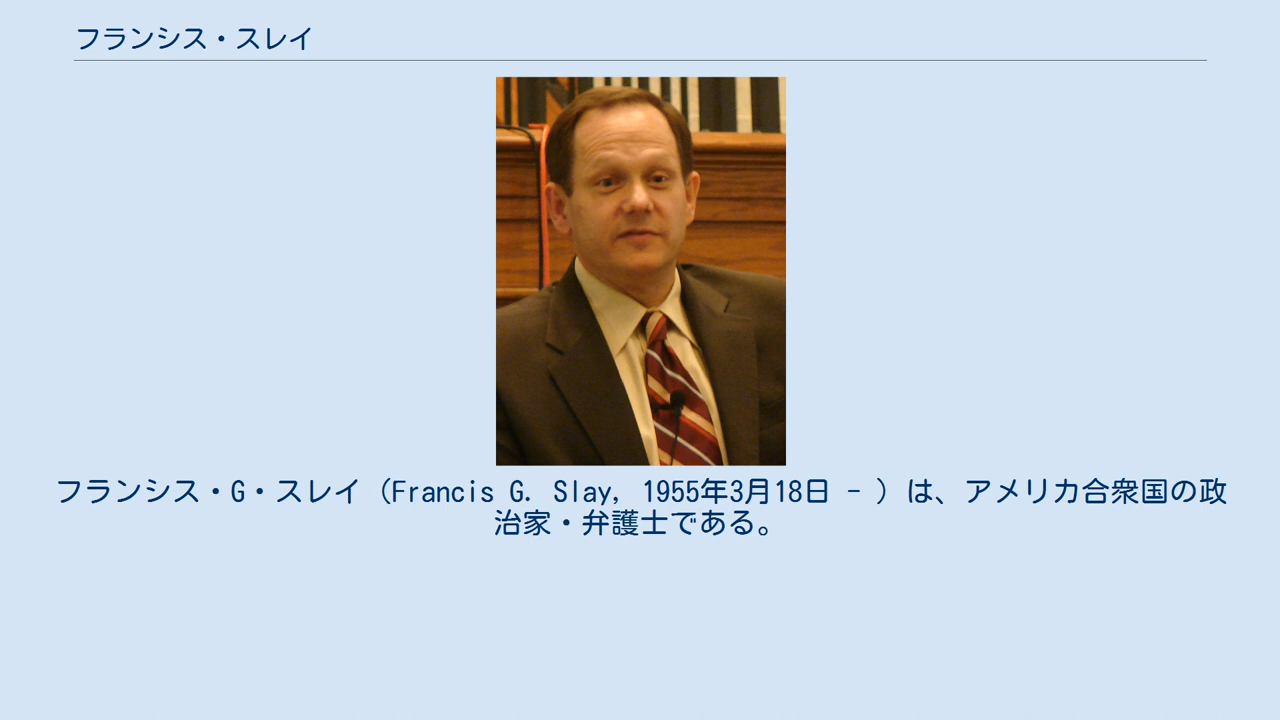 フランシス・スレイ
フランシス・G・スレイ（Francis G. Slay, 1955年3月18日 - ）は、アメリカ合衆国の政
治家・弁護士である。